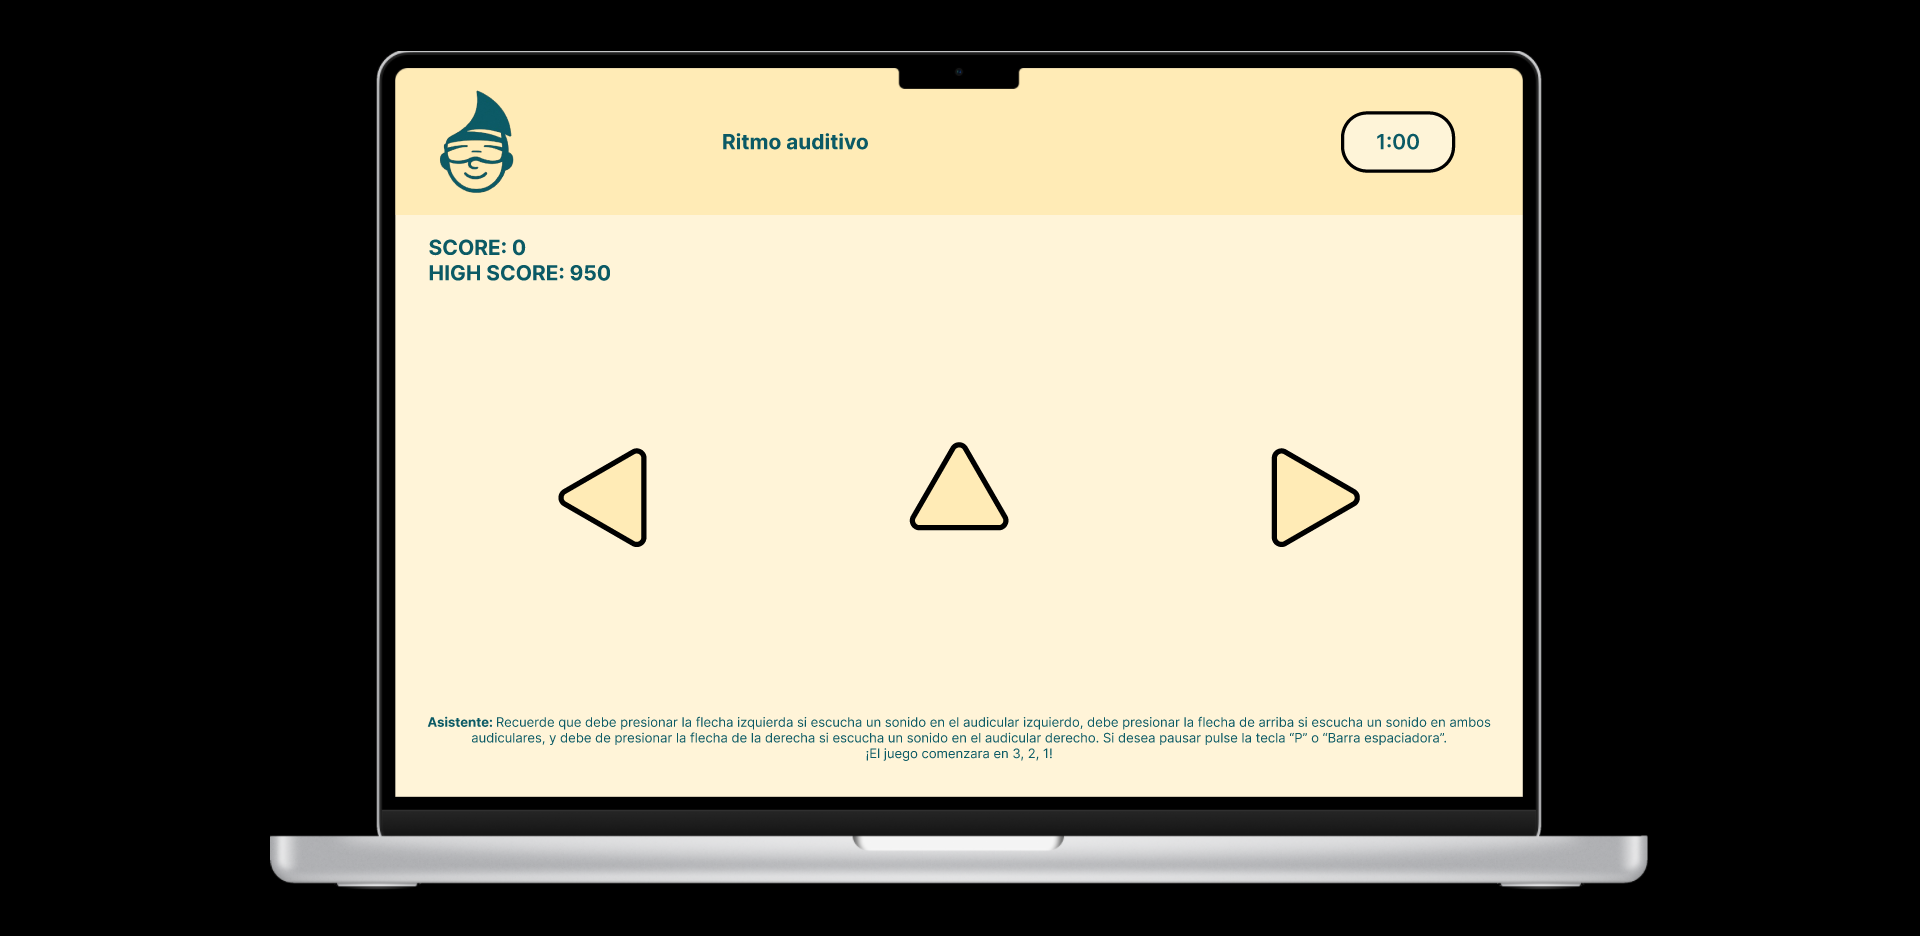 Ritmo auditivo
1:00
SCORE: 0
HIGH SCORE: 950
Asistente: Recuerde que debe presionar la flecha izquierda si escucha un sonido en el audicular izquierdo, debe presionar la flecha de arriba si escucha un sonido en ambos
audiculares, y debe de presionar la flecha de la derecha si escucha un sonido en el audicular derecho. Si desea pausar pulse la tecla “P” o “Barra espaciadora”.
¡El juego comenzara en 3, 2, 1!